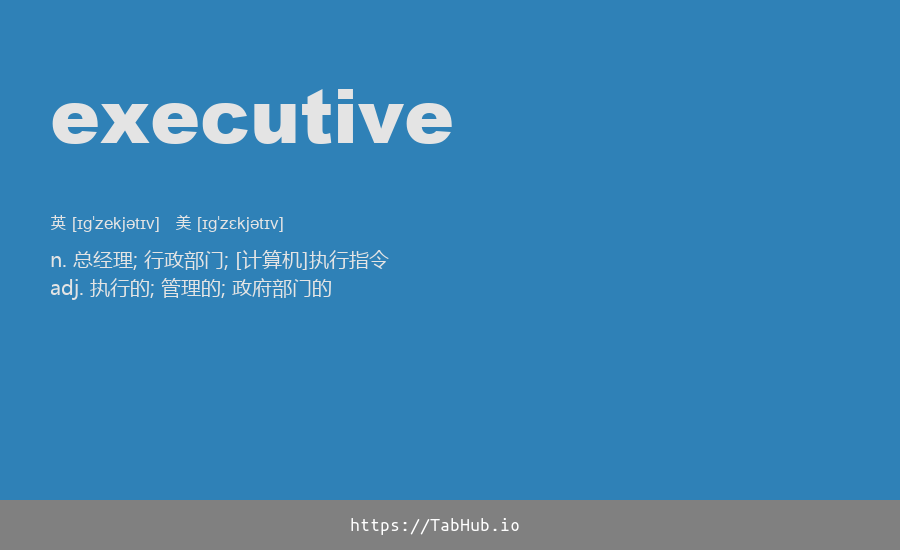 executive
英 [ɪɡˈzekjətɪv] 美 [ɪɡˈzɛkjətɪv]
n. 总经理; 行政部门; [计算机]执行指令
adj. 执行的; 管理的; 政府部门的
https://TabHub.io